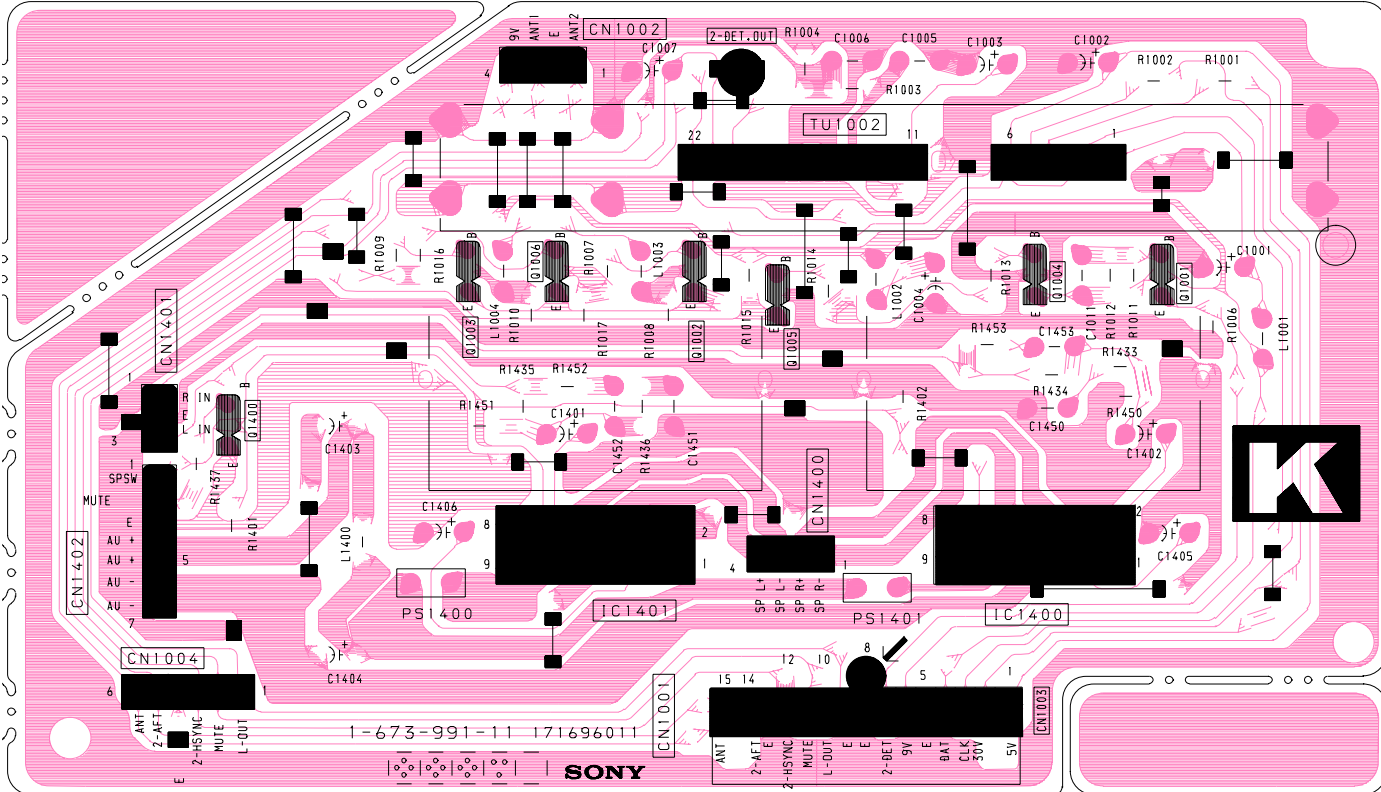 9V ANT1 E ANT2
CN1002
4 1
C1007
2-DET.OUT
R1004
C1006
C1005
C1003
C1002
R1002
R1001
R1003
TU1002
22 11 6 1
R1009
R1016
B
Q1006
B
R1007
L1003
B
B
R1014
L1002
C1004
R1013
B
Q1004
C1011
R1012
R1011
B
Q1001
C1001
R1006
L1001
E
Q1003
L1004
R1010
E
R1017
R1008
E
Q1002
R1015
E
Q1005
E
E
CN1401
R1453
C1453
R1433
R1435
R1452
R1434
R1402
R1451
C1401
C1452
R1436
C1451
C1450
R1450
C1402
1
R IN
E
L IN
3
B
Q1400
E
C1403
1
SPSW
MUTE
E
AU +
AU +
AU -
AU -
5
7
CN1402
R1437
R1401
L1400
C1406
8 2
9 1
CN1400
4 1
SP L+
SP L-
SP R+
SP R-
8 2
9 1
C1405
PS1400
IC1401
PS1401
IC1400
K
CN1004
6 1
C1404
ANT
2-AFT
E
2-HSYNC
MUTE
L-OUT
CN1001
15 14 12 10 8 5 1
CN1003
ANT
2-AFT
E
2-HSYNC
MUTE
L-OUT
E
E
2-DET
9V
E
BAT
CLK
30V
5V
1-673-991-11 171696011
SONY